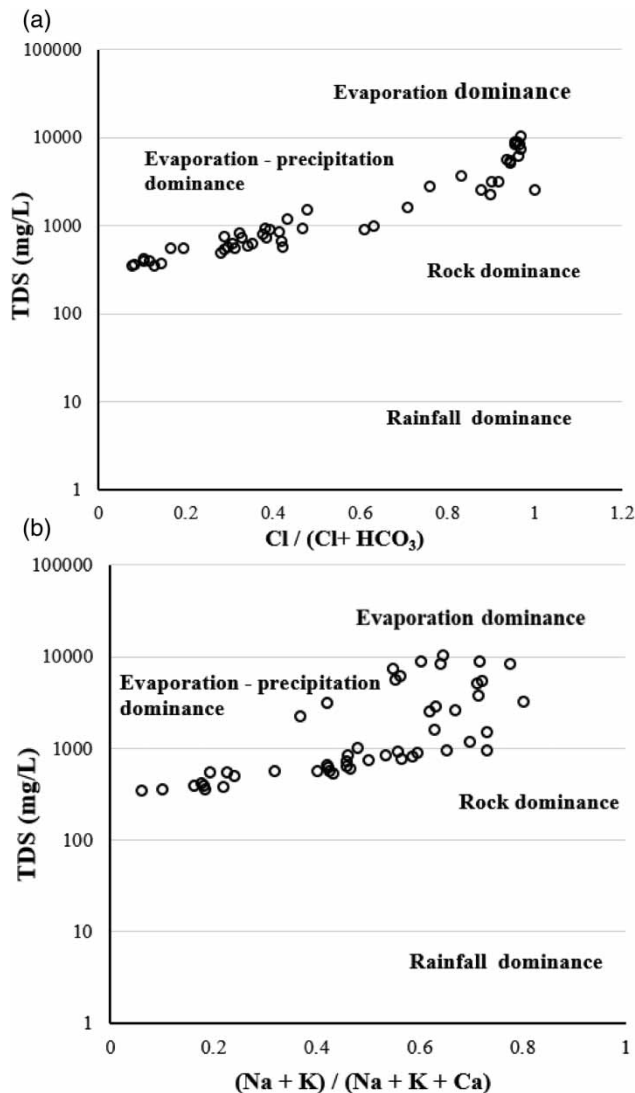 (a)
100000
10000
1000
100
10
1
TDS (mg/L)
Evaporation dominance
Evaporation - precipitation
dominance
Rock dominance
Rainfall dominance
0 0.2 0.4 0.6 0.8 1 1.2
Cl / (Cl+ HCO₃)
(b)
100000
10000
1000
100
10
1
TDS (mg/L)
Evaporation dominance
Evaporation - precipitation
dominance
Rock dominance
Rainfall dominance
0 0.2 0.4 0.6 0.8 1
(Na + K) / (Na + K + Ca)